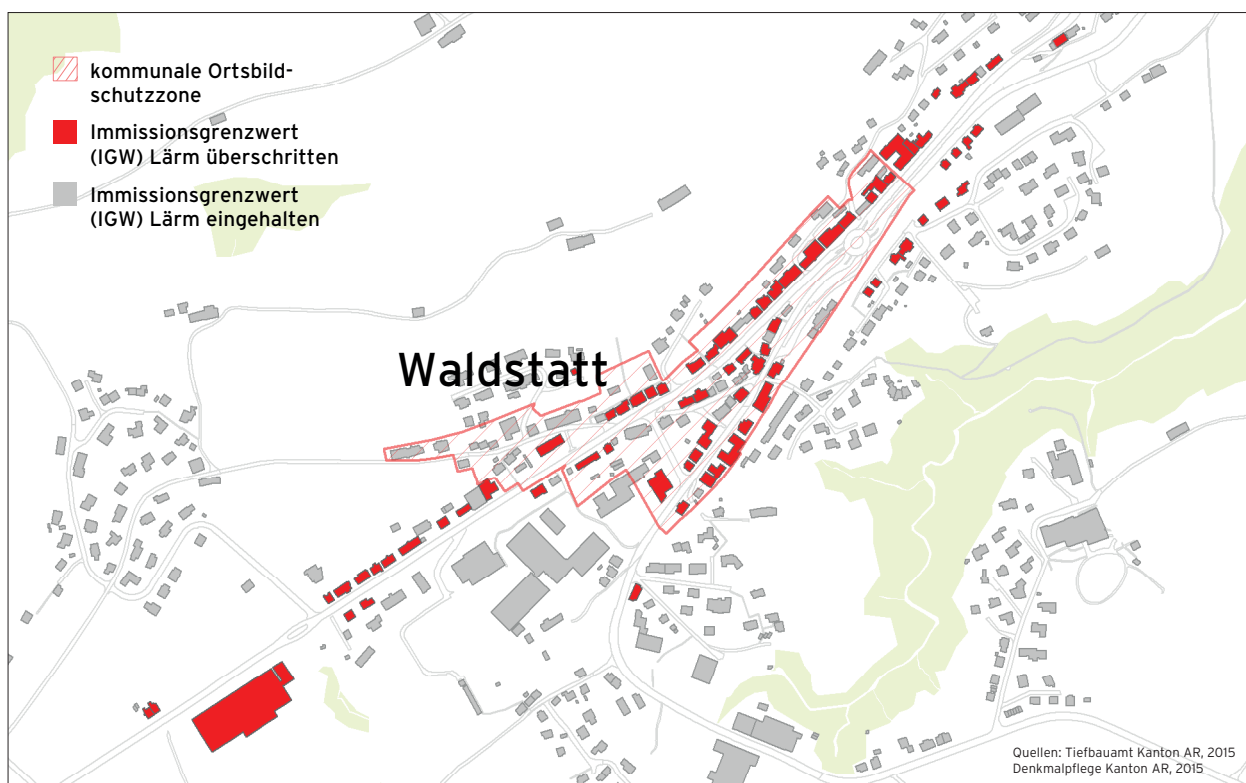 kommunale Ortsbild-
schutzzone
Immissionsgrenzwert
(IGW) Lärm überschritten
Immissionsgrenzwert
(IGW) Lärm eingehalten
Waldstatt
Quellen: Tiefbauamt Kanton AR, 2015
Denkmalpflege Kanton AR, 2015